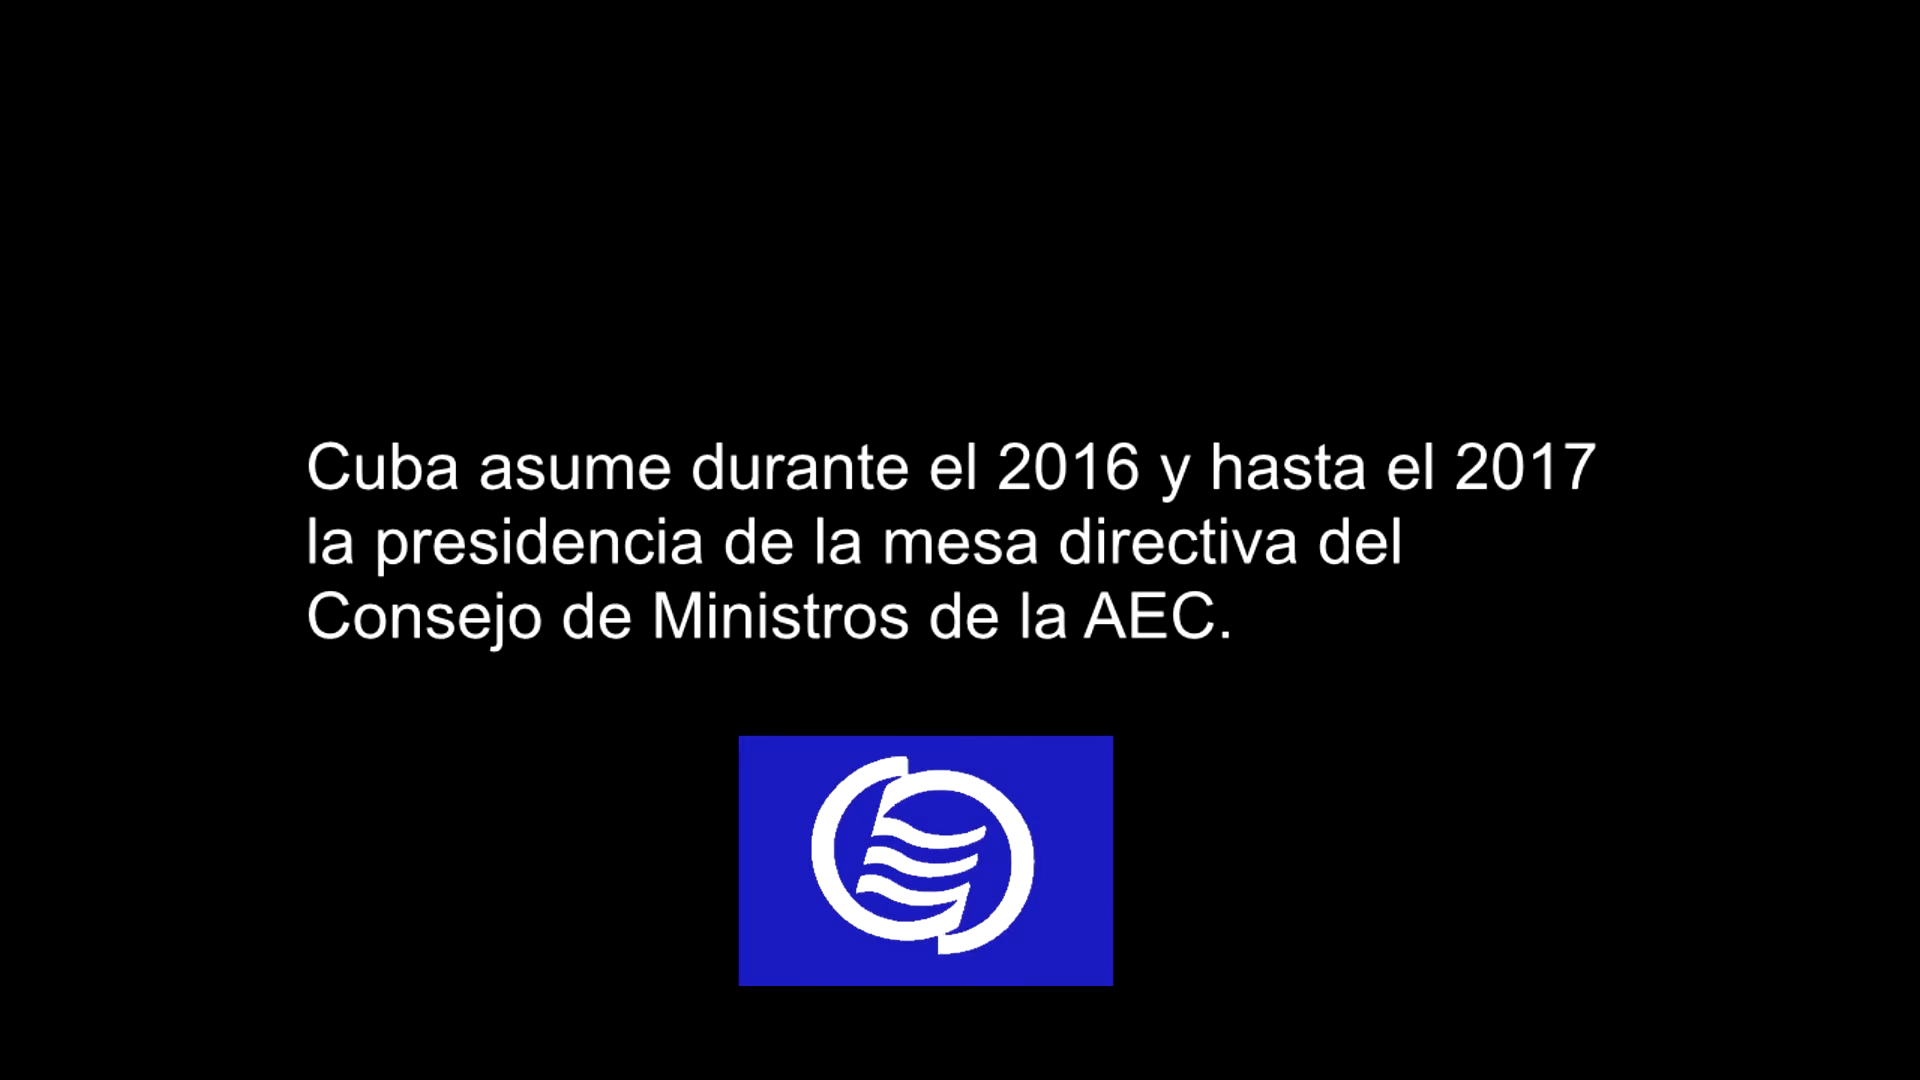 Cuba asume durante el 2016 y hasta el 2017
la presidencia de la mesa directiva del
Consejo de Ministros de la AEC.